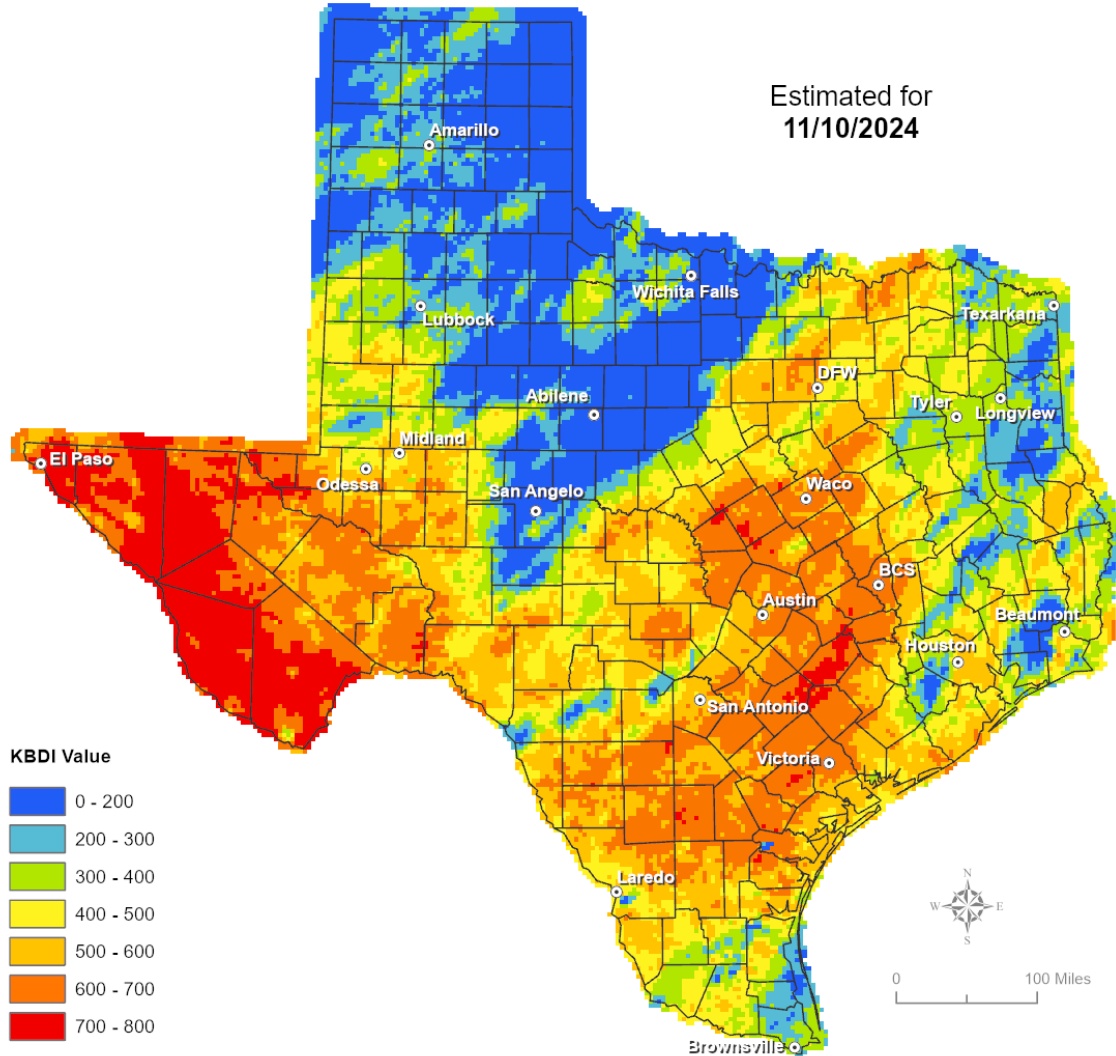 Estimated for
11/10/2024
Amarillo
Wichita Falls
Lubbock
Texarkana
DFW
Abilene
Tyler
Longview
Midland
El Paso
Odessa
San Angelo
Waco
BCS
Austin
Beaumont
Houston
San Antonio
Victoria
KBDI Value
0 - 200
200 - 300
300 - 400
400 - 500
500 - 600
600 - 700
700 - 800
Laredo
N
W E
S
0 100 Miles
Brownsville